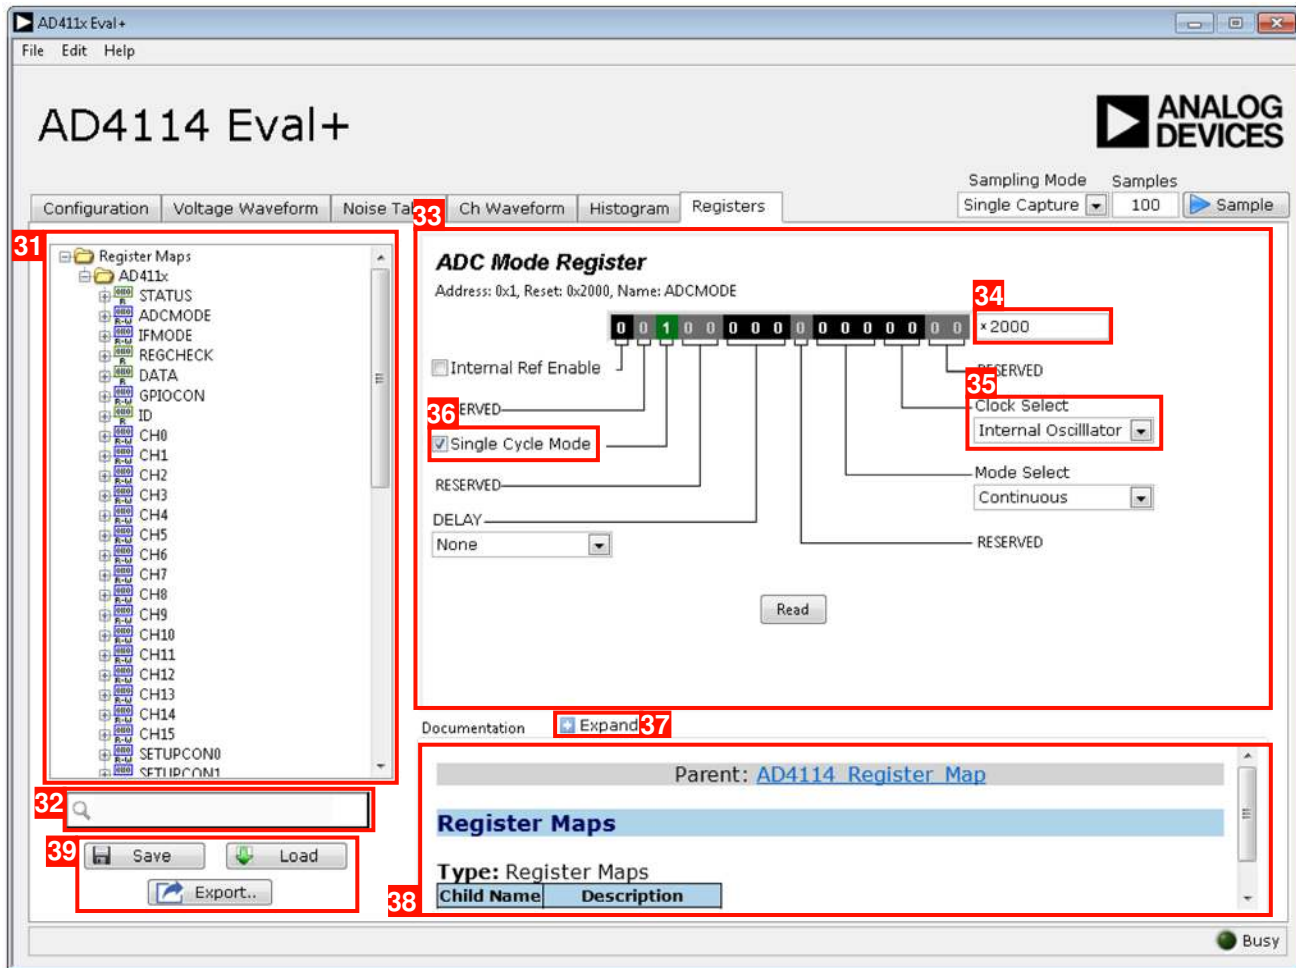 AD411x Eval+
File Edit Help
AD4114 Eval+
ANALOG
DEVICES
Sampling Mode Samples
Configuration Voltage Waveform Noise Ta 33 Ch Waveform Histogram Registers Single Capture 100 Sample
31
Register Maps
AD411x
STATUS
ADCMODE
IFMODE
REGCHECK
DATA
GPIOCON
ID
CH0
CH1
CH2
CH3
CH4
CH5
CH6
CH7
CH8
CH9
CH10
CH11
CH12
CH13
CH14
CH15
SETUPCON0
SETUPCON1
32
39
Save Load
Export..
ADC Mode Register
Address: 0x1, Reset: 0x2000, Name: ADCMODE
34
0 0 1 0 0 0 0 0 0 0 0 0 0 0 0 0 ×2000
Internal Ref Enable
RESERVED
35
Clock Select
Internal Oscilllator
36
ERVED
Single Cycle Mode
Mode Select
Continuous
RESERVED
DELAY
None
RESERVED
Read
Documentation Expand 37
Parent: AD4114 Register Map
Register Maps
Type: Register Maps
38
Child Name Description
Busy